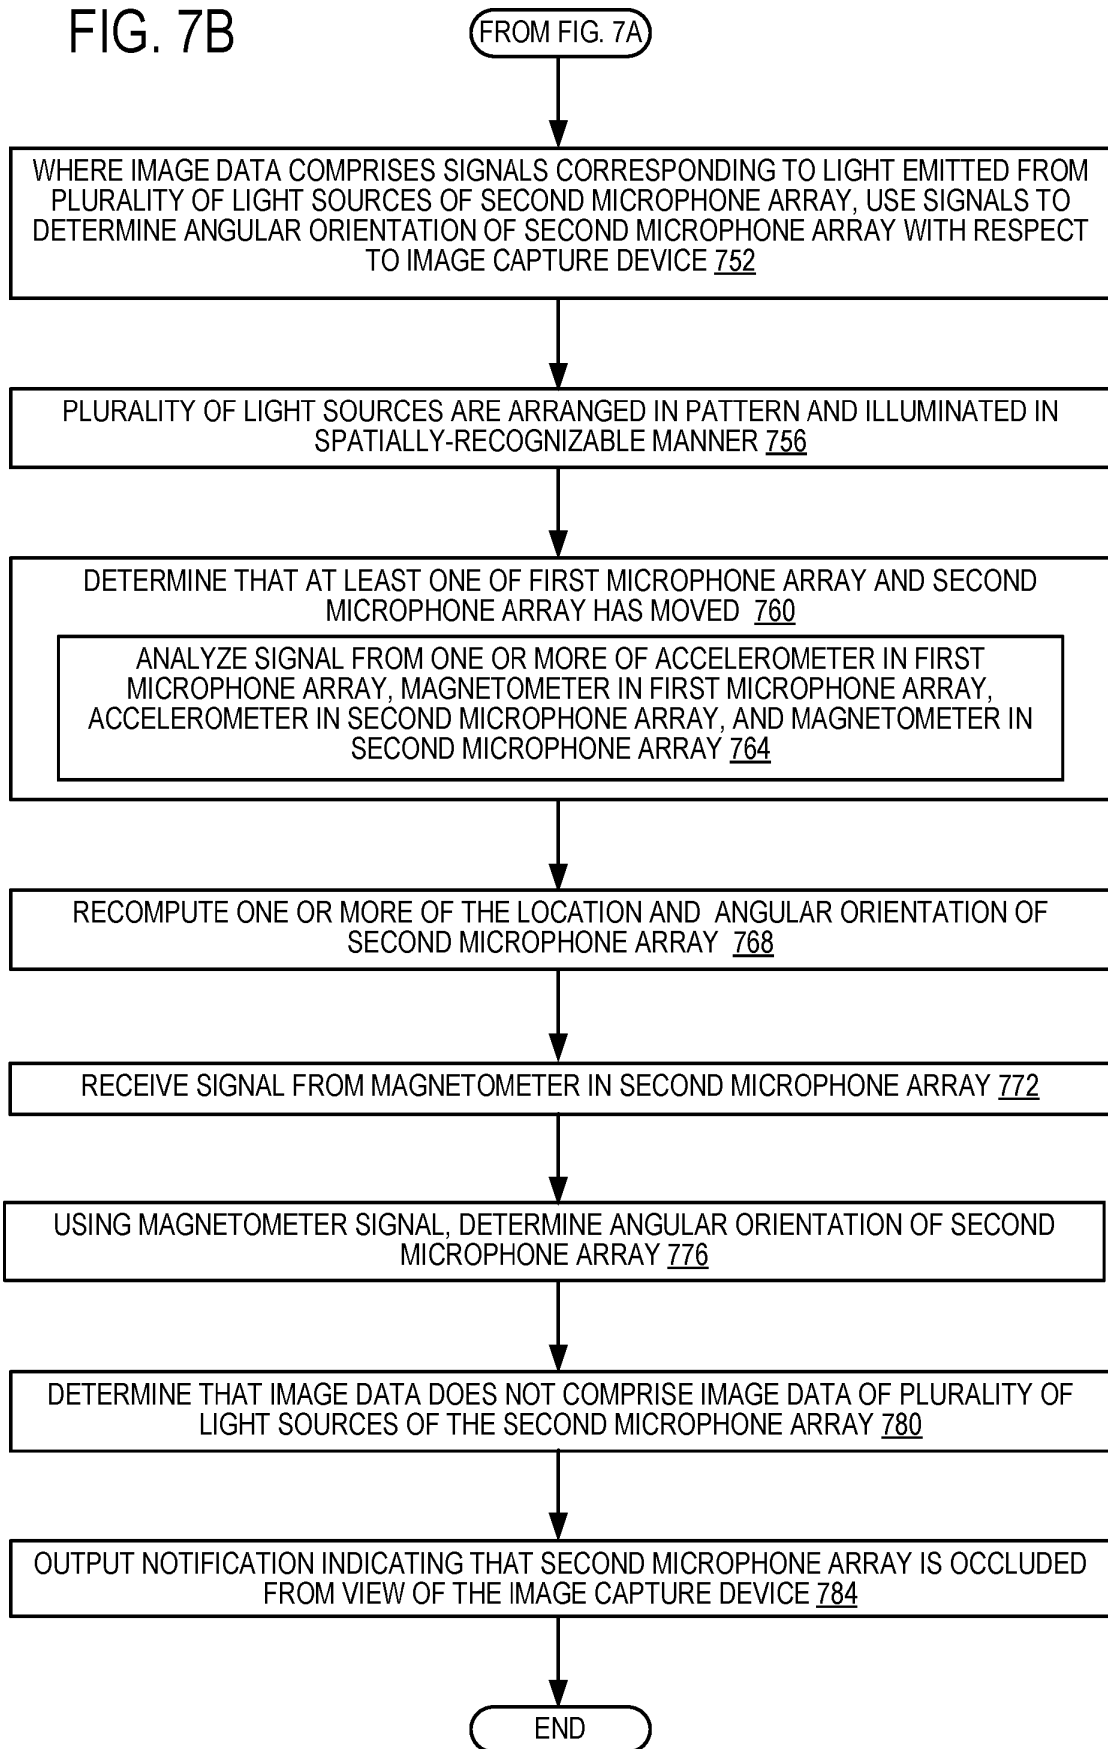 FIG. 7B
FROM FIG. 7A
WHERE IMAGE DATA COMPRISES SIGNALS CORRESPONDING TO LIGHT EMITTED FROM
PLURALITY OF LIGHT SOURCES OF SECOND MICROPHONE ARRAY, USE SIGNALS TO
DETERMINE ANGULAR ORIENTATION OF SECOND MICROPHONE ARRAY WITH RESPECT
TO IMAGE CAPTURE DEVICE 752
PLURALITY OF LIGHT SOURCES ARE ARRANGED IN PATTERN AND ILLUMINATED IN
SPATIALLY-RECOGNIZABLE MANNER 756
DETERMINE THAT AT LEAST ONE OF FIRST MICROPHONE ARRAY AND SECOND
MICROPHONE ARRAY HAS MOVED 760
ANALYZE SIGNAL FROM ONE OR MORE OF ACCELEROMETER IN FIRST
MICROPHONE ARRAY, MAGNETOMETER IN FIRST MICROPHONE ARRAY,
ACCELEROMETER IN SECOND MICROPHONE ARRAY, AND MAGNETOMETER IN
SECOND MICROPHONE ARRAY 764
RECOMPUTE ONE OR MORE OF THE LOCATION AND ANGULAR ORIENTATION OF
SECOND MICROPHONE ARRAY 768
RECEIVE SIGNAL FROM MAGNETOMETER IN SECOND MICROPHONE ARRAY 772
USING MAGNETOMETER SIGNAL, DETERMINE ANGULAR ORIENTATION OF SECOND
MICROPHONE ARRAY 776
DETERMINE THAT IMAGE DATA DOES NOT COMPRISE IMAGE DATA OF PLURALITY OF
LIGHT SOURCES OF THE SECOND MICROPHONE ARRAY 780
OUTPUT NOTIFICATION INDICATING THAT SECOND MICROPHONE ARRAY IS OCCLUDED
FROM VIEW OF THE IMAGE CAPTURE DEVICE 784
END